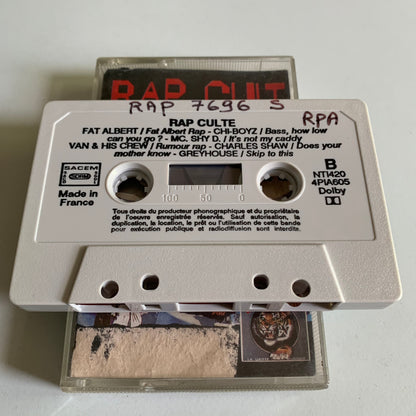 RAP CULT
RAP 7696 S
RPA
RAP CULTE
FAT ALBERT / Fat Albert Rap - CHI-BOYZ / Bass, how low
can you go ? - MC. SHY D. / It's not my caddy
VAN & HIS CREW / Rumour rap - CHARLES SHAW / Does your
mother know - GREYHOUSE / Skip to this
SACEM
Made in
France
B
NT1420
4P1A605
Dolby
100 50 0
Tous droits du producteur phonographique et du propriétaire
de l'oeuvre enregistrée réservés. Sauf autorisation, la
duplication, la location, le prêt ou l'utilisation de cette bande
pour exécution publique et radiodiffusion sont interdits.